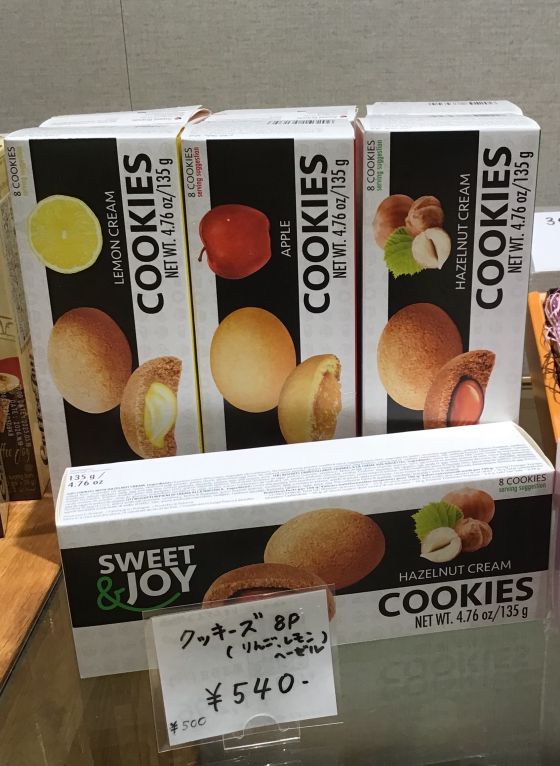 8 COOKIES
LEMON CREAM
COOKIES
NET WT. 4.76 oz/135 g
8 COOKIES
serving suggestion
APPLE
COOKIES
NET WT. 4.76 oz/135 g
8 COOKIES
serving suggestion
HAZELNUT CREAM
COOKIES
NET WT. 4.76 oz/135 g
135 g /
4.76 oz
8 COOKIES
serving suggestion
SWEET
& JOY
HAZELNUT CREAM
COOKIES
NET WT. 4.76 oz/135 g
クッキーズ 8P
(りんご、レモン)
ヘーゼル
¥540-
¥500